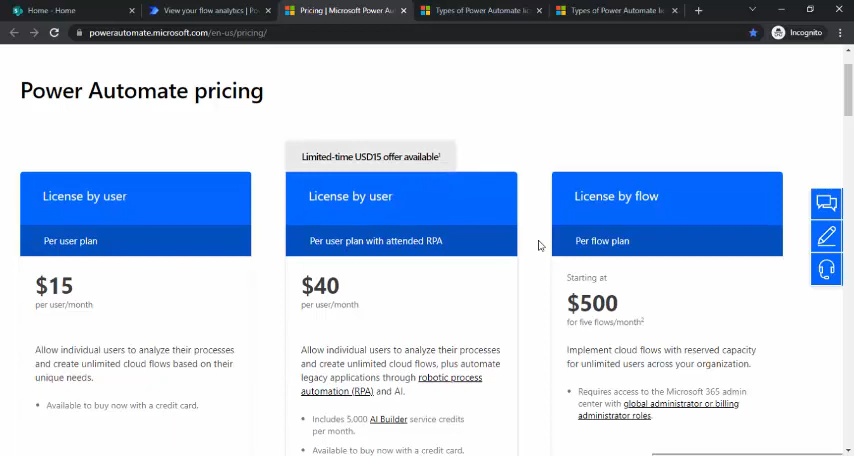 Home - Home
View your flow analytics | Po
Pricing | Microsoft Power Au
Types of Power Automate lic
Types of Power Automate le
powerautomate.microsoft.com/en-us/pricing/
Incognito
Power Automate pricing
License by user
Per user plan
$15
per user/month
Allow individual users to analyze their processes
and create unlimited cloud flows based on their
unique needs.
Available to buy now with a credit card.
Limited-time USD15 offer available¹
License by user
Per user plan with attended RPA
$40
per user/month
Allow individual users to analyze their processes
and create unlimited cloud flows, plus automate
legacy applications through robotic process
automation (RPA) and AI.
Includes 5,000 AI Builder service credits
per month.
Available to buy now with a credit card.
License by flow
Per flow plan
Starting at
$500
for five flows/month²
Implement cloud flows with reserved capacity
for unlimited users across your organization.
Requires access to the Microsoft 365 admin
center with global administrator or billing
administrator roles.